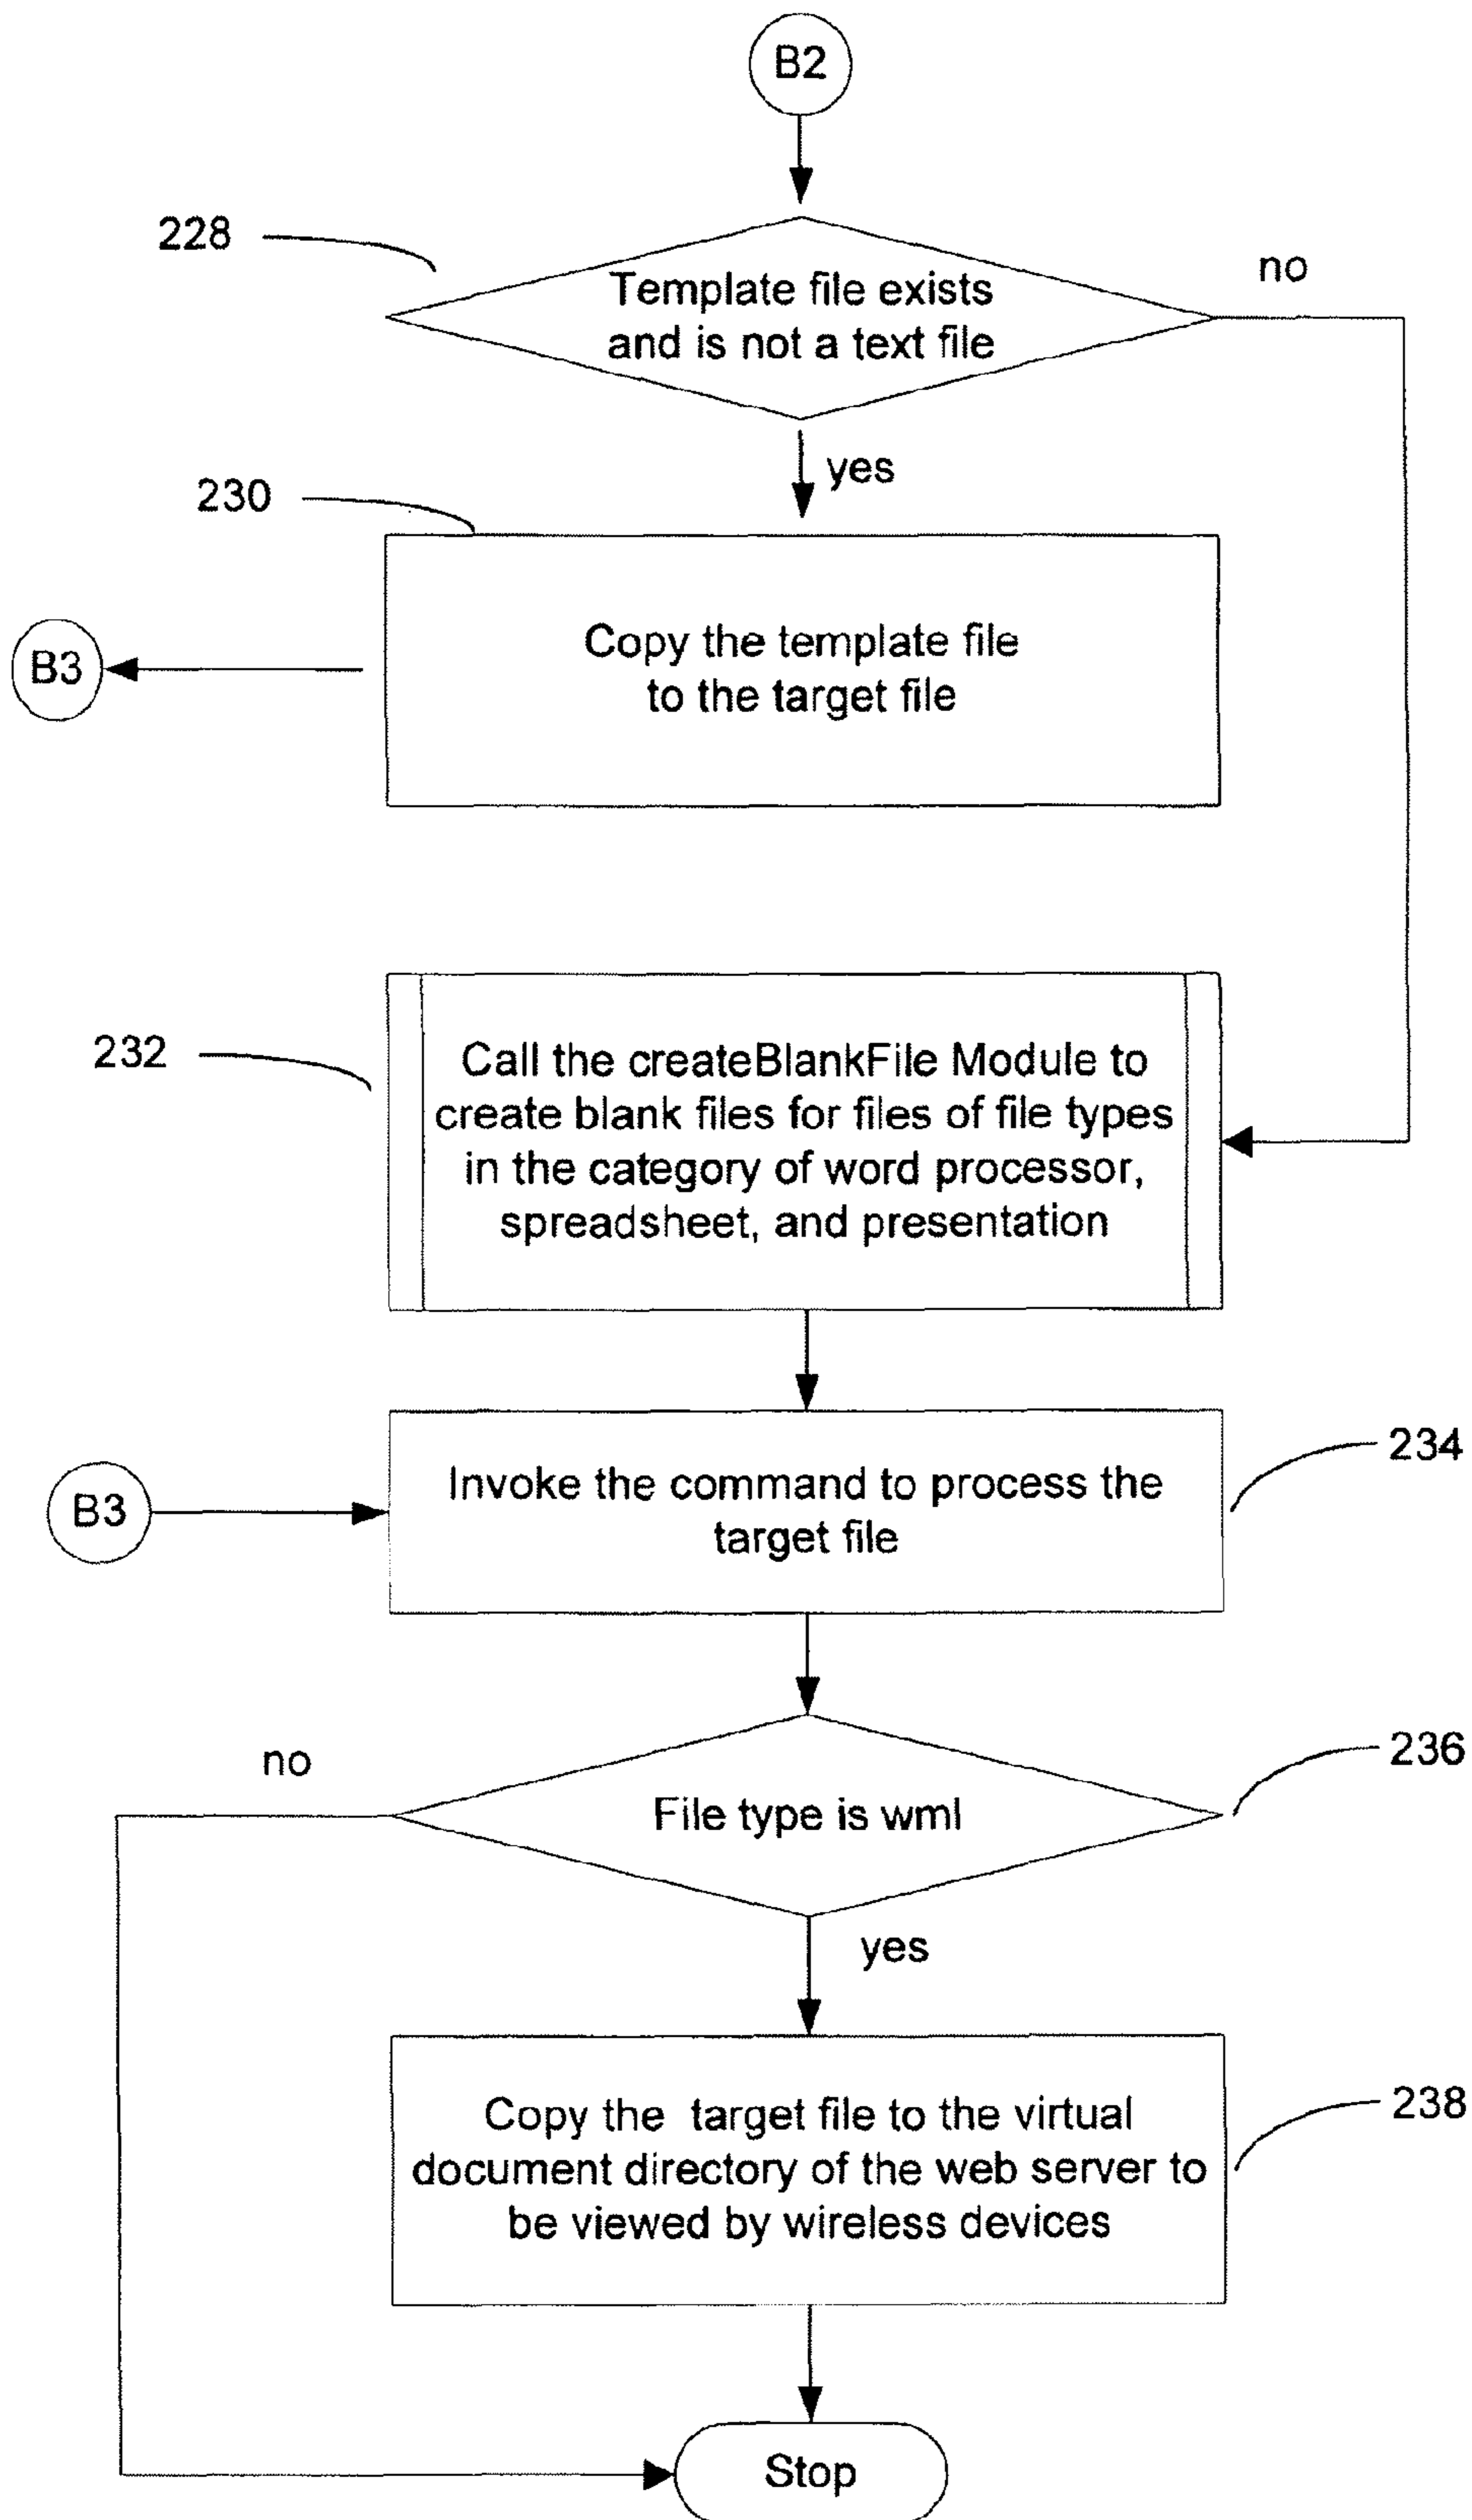 B2
228
Template file exists
and is not a text file
no
yes
230
Copy the template file
to the target file
B3
232
Call the createBlankFile Module to
create blank files for files of file types
in the category of word processor,
spreadsheet, and presentation
234
B3
Invoke the command to process the
target file
no
236
File type is wml
yes
238
Copy the target file to the virtual
document directory of the web server to
be viewed by wireless devices
Stop